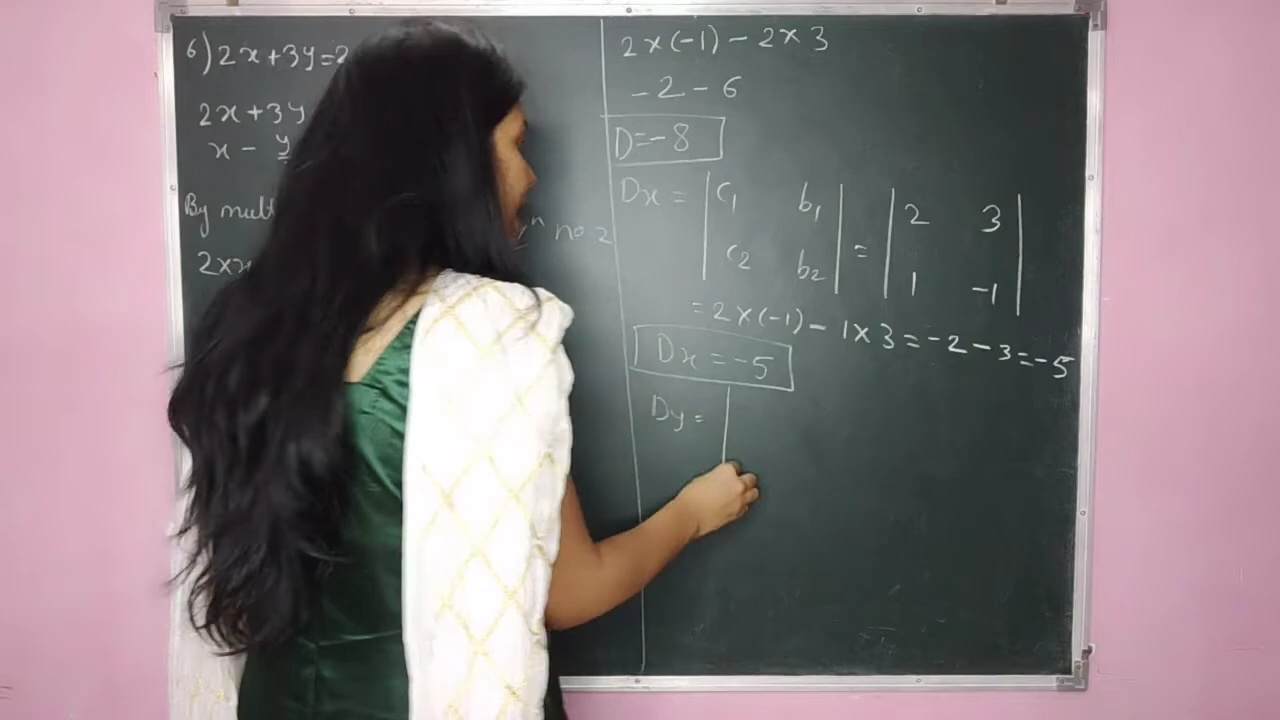 6) 2x + 3y = 2
2x + 3y
x - y
By mult
no 2
2xx
2 x (-1) - 2 x 3
-2 - 6
D = -8
Dx = | c₁ b₁ | = | 2 3 |
| c₂ b₂ | | 1 -1 |
= 2 x (-1) - 1 x 3 = -2 - 3 = -5
Dx = -5
Dy = |